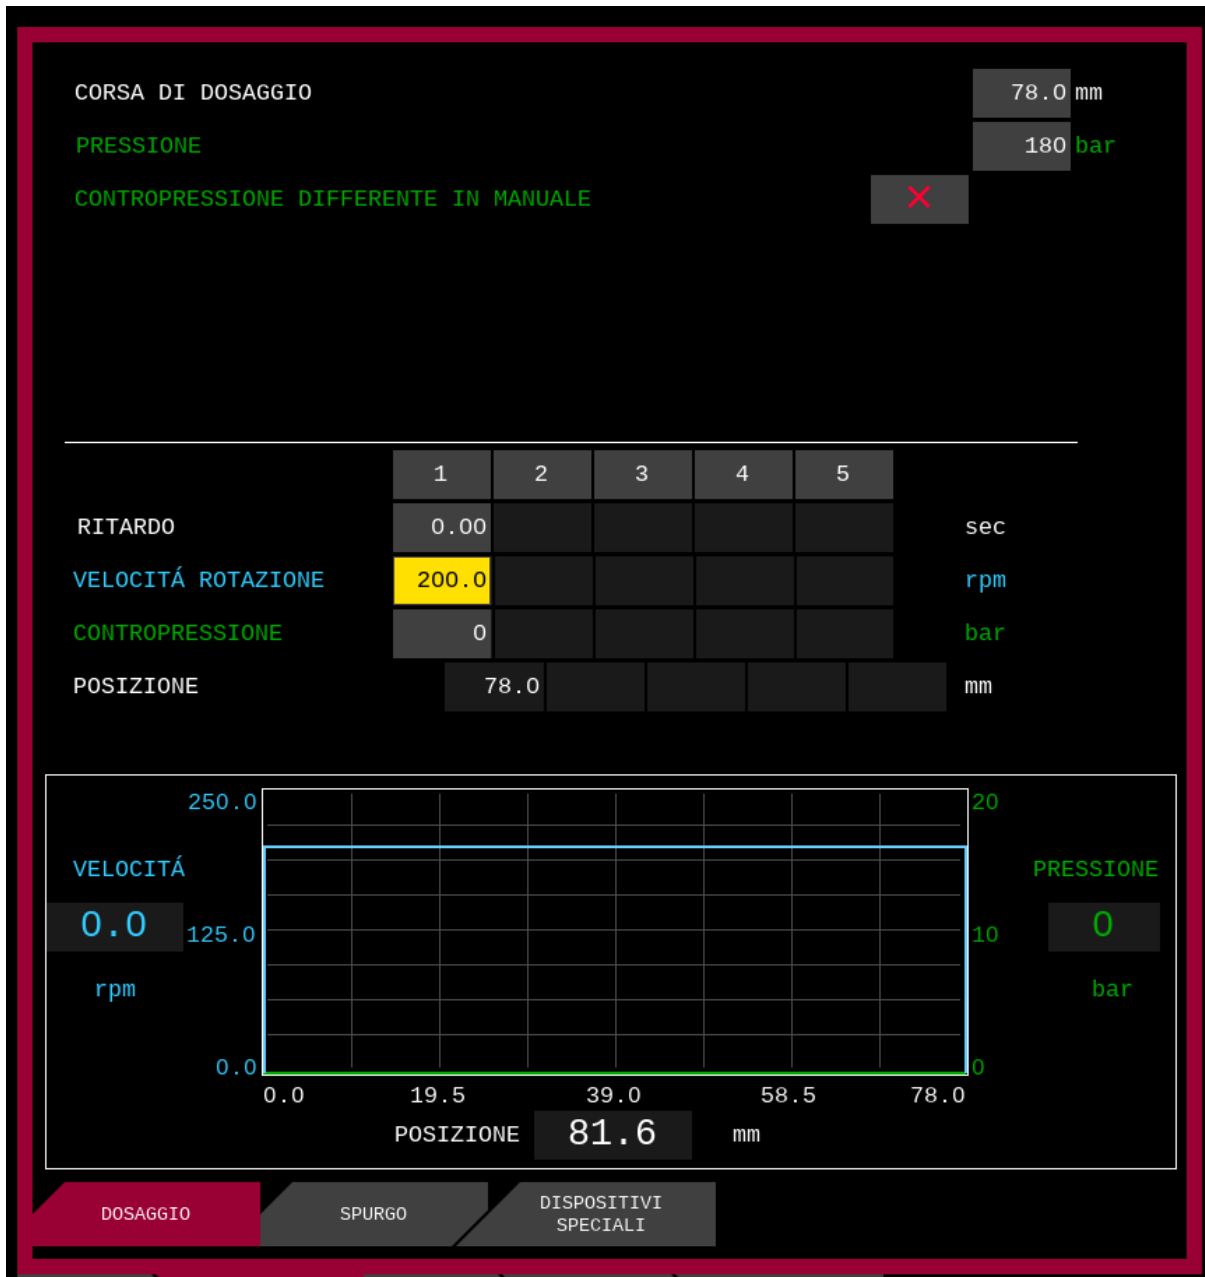 CORSA DI DOSAGGIO 78.0 mm
PRESSIONE 180 bar
CONTROPRESSIONE DIFFERENTE IN MANUALE
1 2 3 4 5
RITARDO 0.00 sec
VELOCITÁ ROTAZIONE 200.0 rpm
CONTROPRESSIONE 0 bar
POSIZIONE 78.0 mm
250.0 20
VELOCITÁ PRESSIONE
0.0 125.0 10 0
rpm bar
0.0 0
0.0 19.5 39.0 58.5 78.0
POSIZIONE 81.6 mm
DOSAGGIO SPURGO DISPOSITIVI
SPECIALI